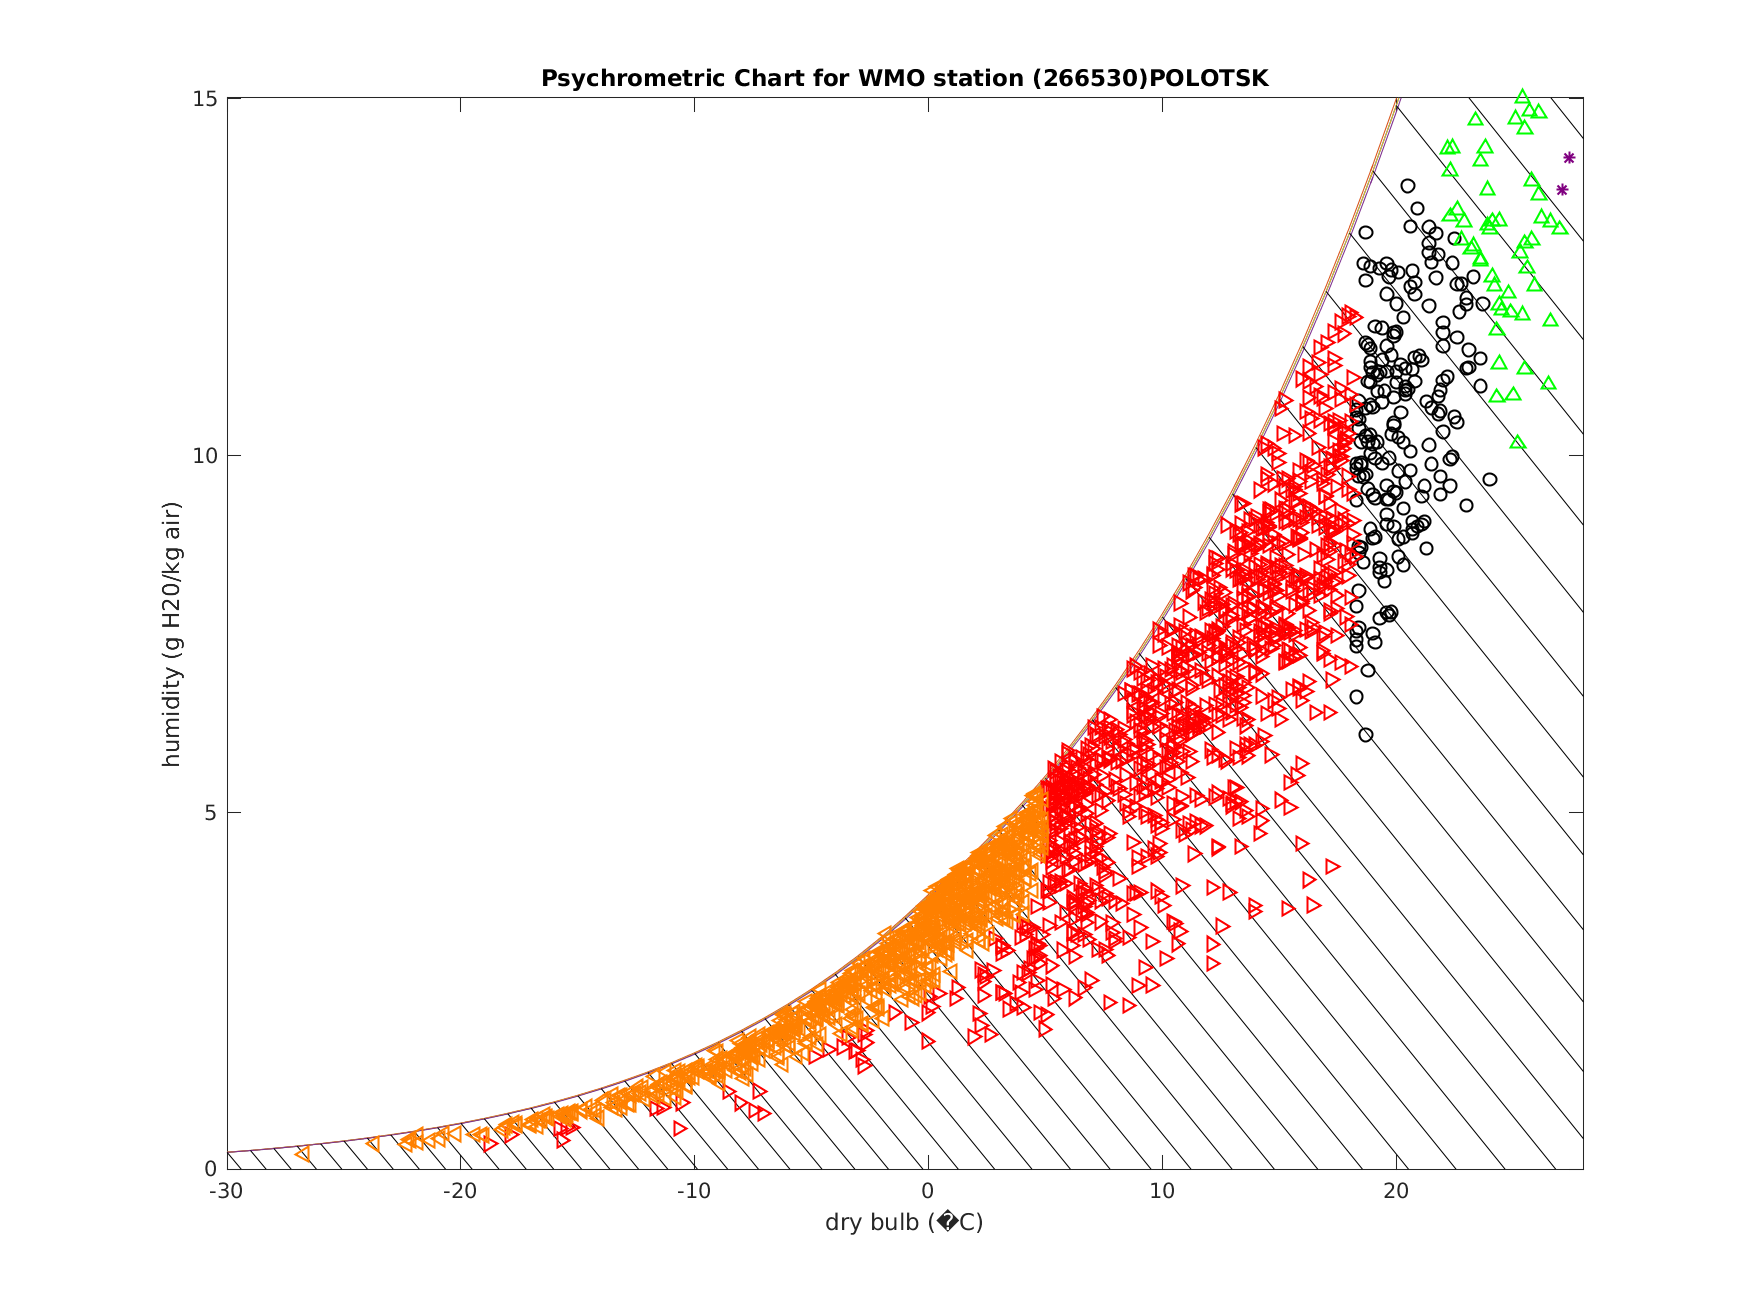 Psychrometric Chart for WMO station (266530)POLOTSK
15
10
5
0
humidity (g H20/kg air)
-30 -20 -10 0 10 20
dry bulb (�C)